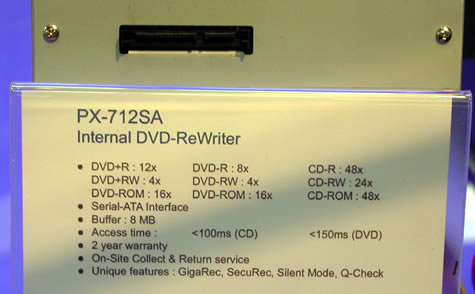 PX-712SA
Internal DVD-ReWriter
• DVD+R : 12x DVD-R : 8x CD-R : 48x
DVD+RW : 4x DVD-RW : 4x CD-RW : 24x
DVD-ROM : 16x DVD-ROM : 16x CD-ROM : 48x
• Serial-ATA Interface
• Buffer : 8 MB
• Access time : <100ms (CD) <150ms (DVD)
• 2 year warranty
• On-Site Collect & Return service
• Unique features : GigaRec, SecuRec, Silent Mode, Q-Check